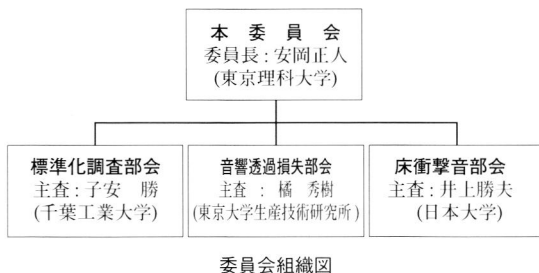 本委員会
委員長：安岡正人
(東京理科大学)
標準化調査部会
主査：子安 勝
(千葉工業大学)
音響透過損失部会
主査：橘 秀樹
(東京大学生産技術研究所)
床衝撃音部会
主査：井上勝夫
(日本大学)
委員会組織図